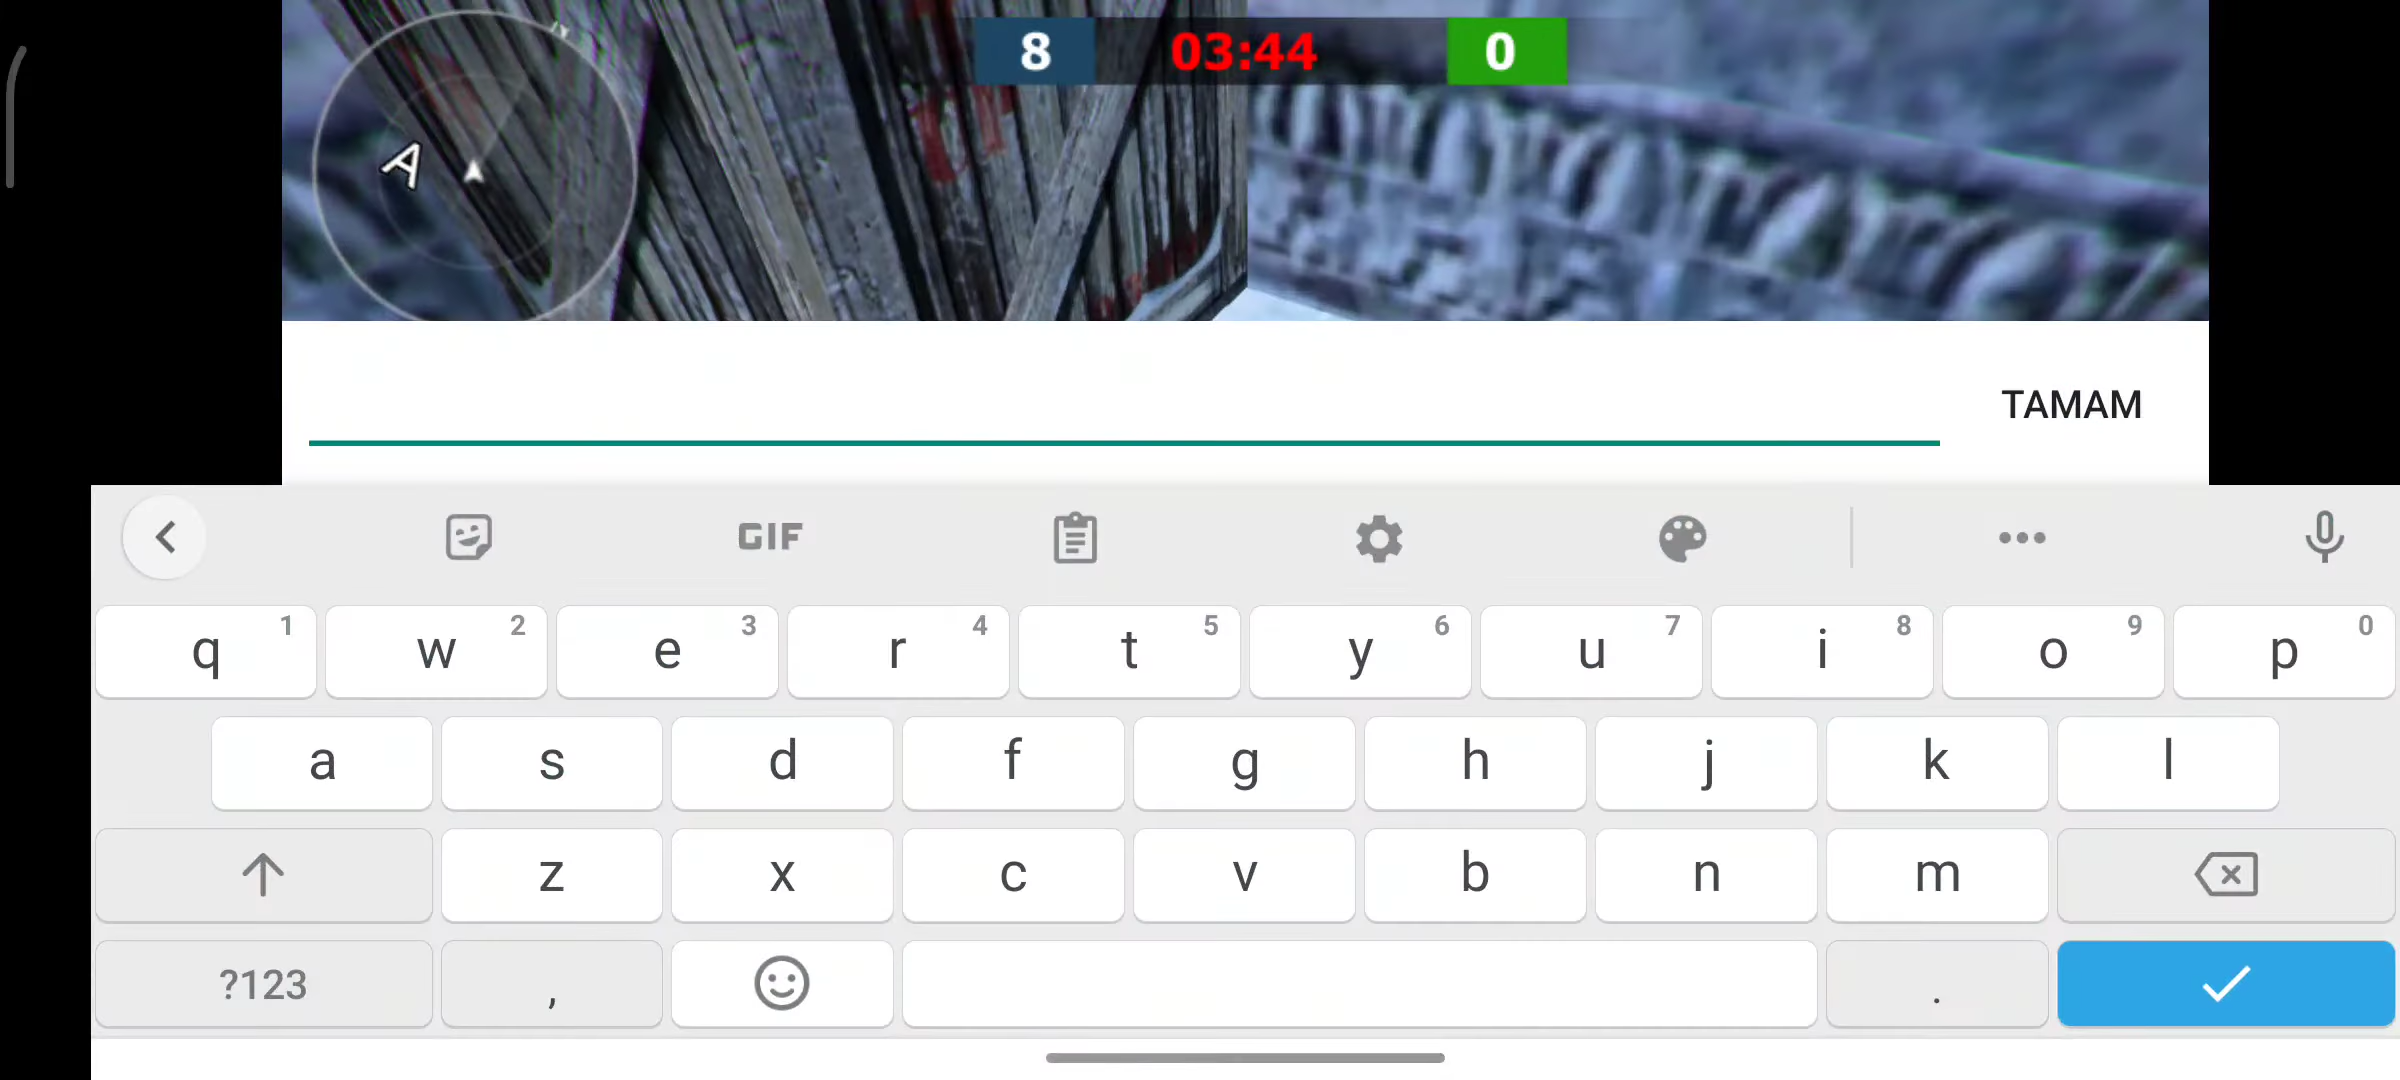 8 03:44 0
A
TAMAM
GIF
q 1 w 2 e 3 r 4 t 5 y 6 u 7 i 8 o 9 p 0
a s d f g h j k l
z x c v b n m
?123 , .